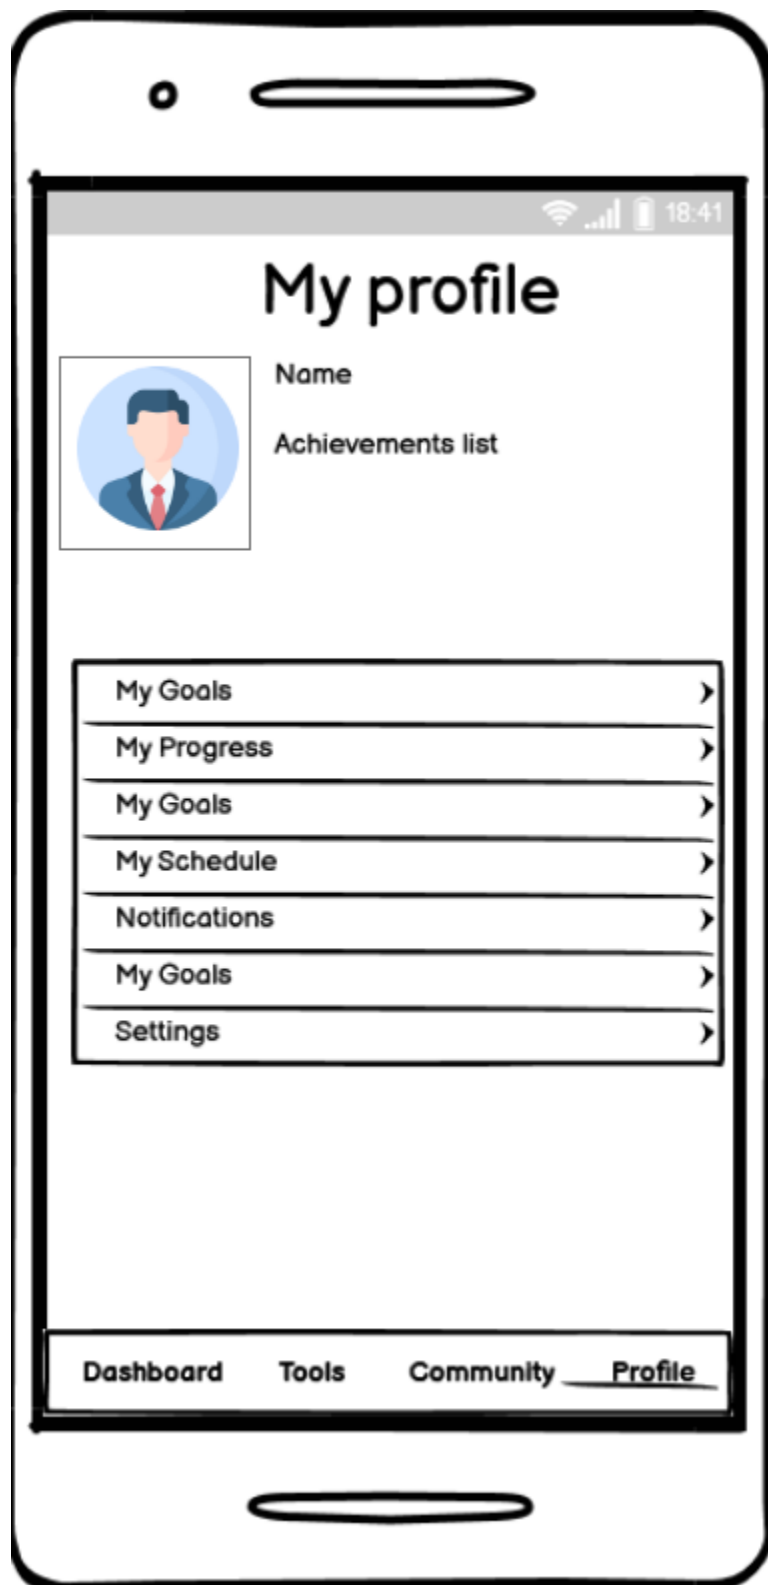 18:41
My profile
Name
Achievements list
My Goals
My Progress
My Goals
My Schedule
Notifications
My Goals
Settings
Dashboard Tools Community Profile